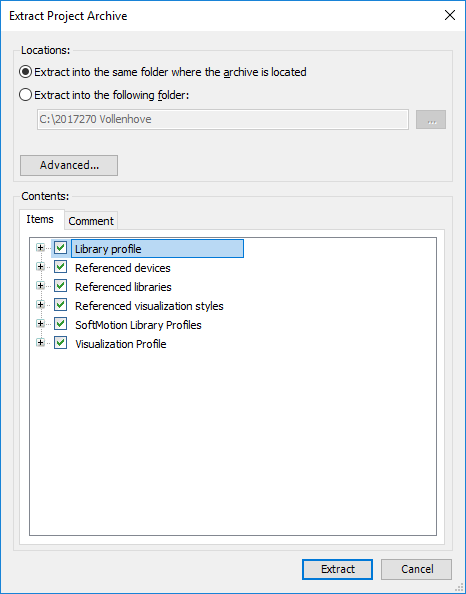 Extract Project Archive
Locations:
Extract into the same folder where the archive is located
Extract into the following folder:
C:\2017270 Vollenhove
...
Advanced...
Contents:
Items Comment
Library profile
Referenced devices
Referenced libraries
Referenced visualization styles
SoftMotion Library Profiles
Visualization Profile
Extract Cancel